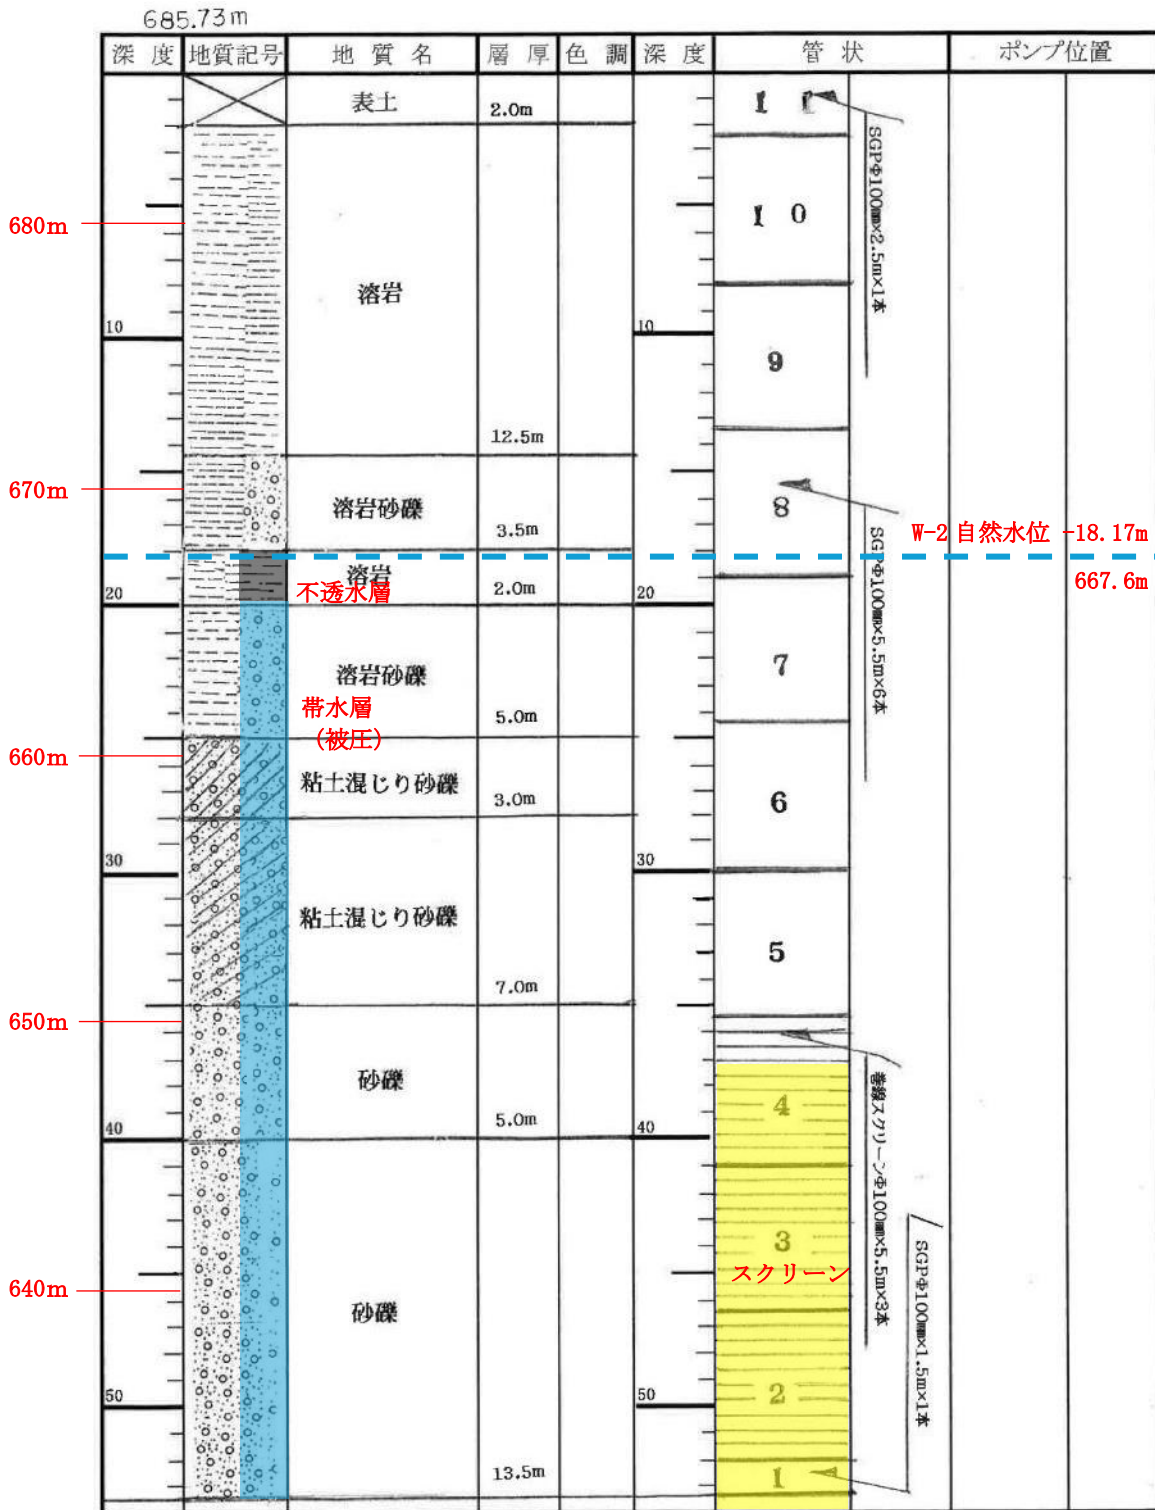 685.73m
深度 地質記号 地質名 層厚 色調 深度 管状 ポンプ位置
表土 2.0m 1 1
SGPΦ100mm×2.5m×1本
680m
1 0
溶岩
10 10
9
12.5m
670m
溶岩砂礫 3.5m 8
W-2 自然水位 -18.17m
667.6m
溶岩 2.0m
不透水層
20 20
SGPΦ100mm×5.5m×6本
溶岩砂礫 5.0m 7
帯水層
(被圧)
660m
粘土混じり砂礫 3.0m 6
30 30
粘土混じり砂礫 7.0m 5
650m
砂礫 5.0m 4
巻線スクリーンΦ100mm×5.5m×3本
40 40
3
スクリーン
SGPΦ100mm×1.5m×1本
640m
砂礫
2
50 50
13.5m 1